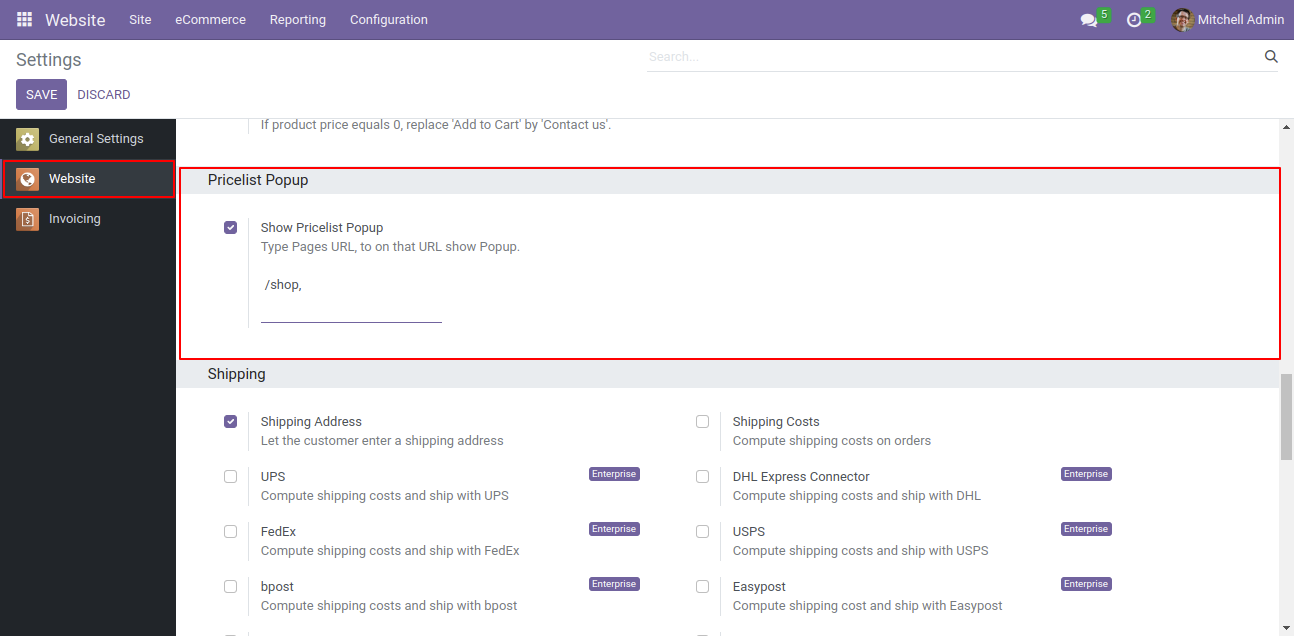 Website Site eCommerce Reporting Configuration 5 2 Mitchell Admin
Settings
Search...
SAVE DISCARD
General Settings
Website
Invoicing
If product price equals 0, replace 'Add to Cart' by 'Contact us'.
Pricelist Popup
Show Pricelist Popup
Type Pages URL, to on that URL show Popup.
/shop,
Shipping
Shipping Address
Let the customer enter a shipping address
Shipping Costs
Compute shipping costs on orders
UPS Enterprise
Compute shipping costs and ship with UPS
DHL Express Connector Enterprise
Compute shipping costs and ship with DHL
FedEx Enterprise
Compute shipping costs and ship with FedEx
USPS Enterprise
Compute shipping costs and ship with USPS
bpost Enterprise
Compute shipping costs and ship with bpost
Easypost Enterprise
Compute shipping cost and ship with Easypost